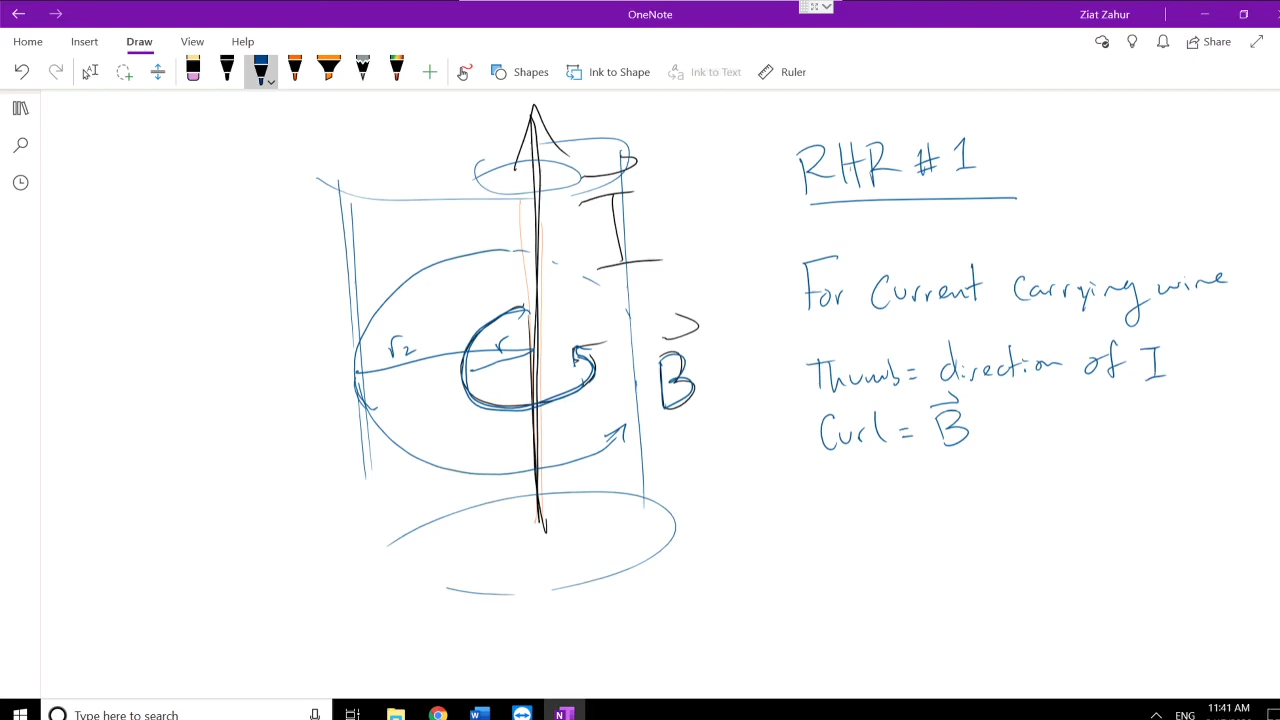 OneNote
Ziat Zahur
Home Insert Draw View Help
Share
Shapes Ink to Shape Ink to Text Ruler
I
r₂
r
B
RHR # 1
For Current Carrying wire
Thumb = direction of I
Curl = B
Type here to search
ENG
11:41 AM